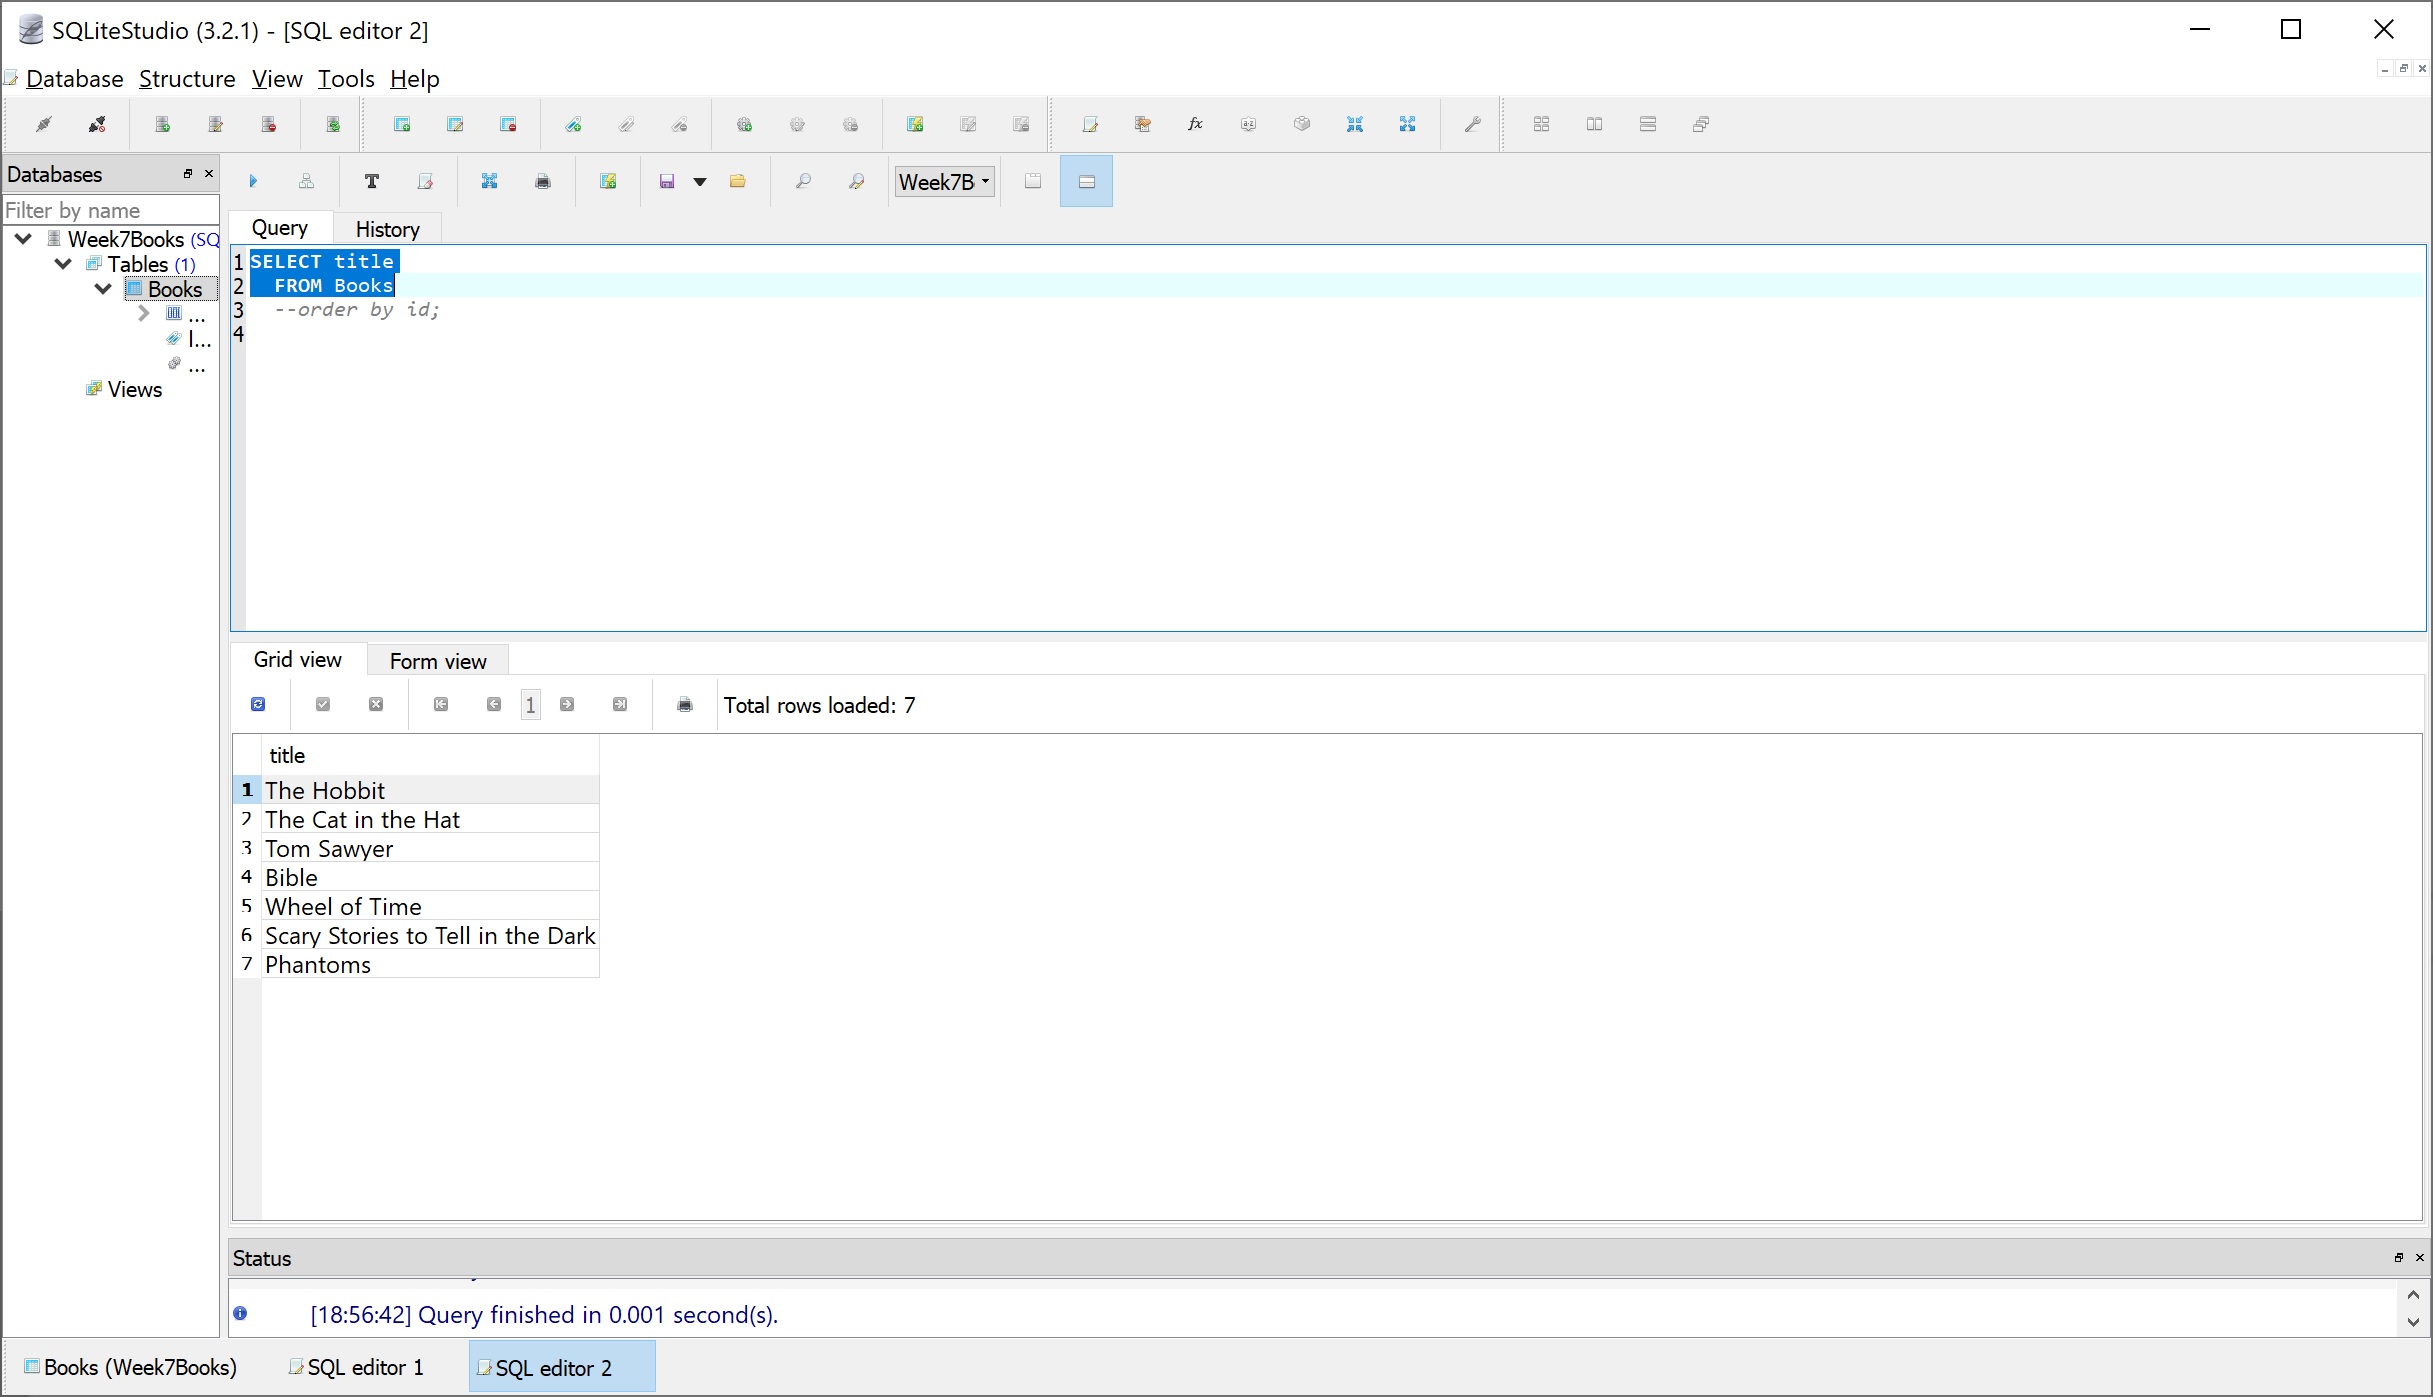 SQLiteStudio (3.2.1) - [SQL editor 2]
Database Structure View Tools Help
Databases
Week7B
Filter by name
Query History
Week7Books (SQ
Tables (1)
Books
...
I...
...
Views
1 SELECT title
2 FROM Books
3 --order by id;
4
Grid view Form view
1 Total rows loaded: 7
title
1 The Hobbit
2 The Cat in the Hat
3 Tom Sawyer
4 Bible
5 Wheel of Time
6 Scary Stories to Tell in the Dark
7 Phantoms
Status
[18:56:42] Query finished in 0.001 second(s).
Books (Week7Books) SQL editor 1 SQL editor 2